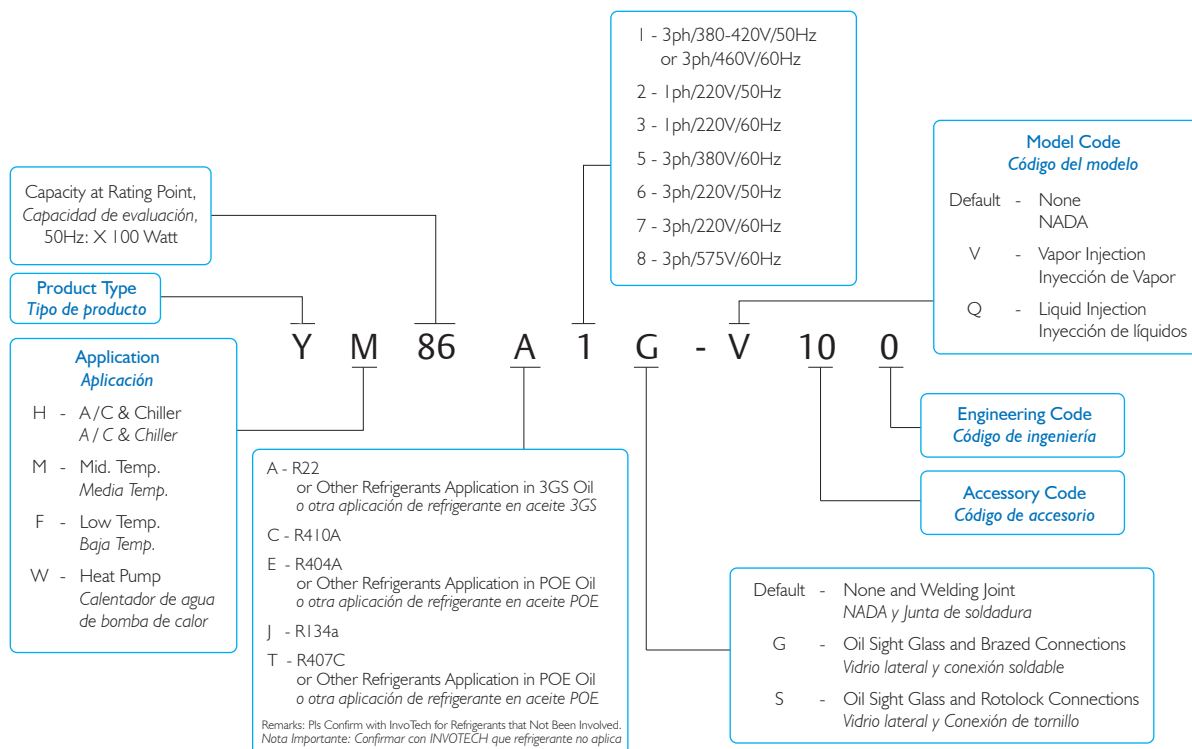 1 - 3ph/380-420V/50Hz
or 3ph/460V/60Hz
2 - 1ph/220V/50Hz
3 - 1ph/220V/60Hz
5 - 3ph/380V/60Hz
6 - 3ph/220V/50Hz
7 - 3ph/220V/60Hz
8 - 3ph/575V/60Hz
Model Code
Código del modelo
Default - None
NADA
V - Vapor Injection
Inyección de Vapor
Q - Liquid Injection
Inyección de líquidos
Capacity at Rating Point,
Capacidad de evaluación,
50Hz: X 100 Watt
Product Type
Tipo de producto
Y M 86 A 1 G - V 10 0
Application
Aplicación
H - A/C & Chiller
A / C & Chiller
M - Mid. Temp.
Media Temp.
F - Low Temp.
Baja Temp.
W - Heat Pump
Calentador de agua
de bomba de calor
A - R22
or Other Refrigerants Application in 3GS Oil
o otra aplicación de refrigerante en aceite 3GS
C - R410A
E - R404A
or Other Refrigerants Application in POE Oil
o otra aplicación de refrigerante en aceite POE
J - R134a
T - R407C
or Other Refrigerants Application in POE Oil
o otra aplicación de refrigerante en aceite POE
Remarks: Pls Confirm with InvoTech for Refrigerants that Not Been Involved.
Nota Importante: Confirmar con INVOTECH que refrigerante no aplica
Engineering Code
Código de ingeniería
Accessory Code
Código de accesorio
Default - None and Welding Joint
NADA y Junta de soldadura
G - Oil Sight Glass and Brazed Connections
Vidrio lateral y conexión soldable
S - Oil Sight Glass and Rotolock Connections
Vidrio lateral y Conexión de tornillo